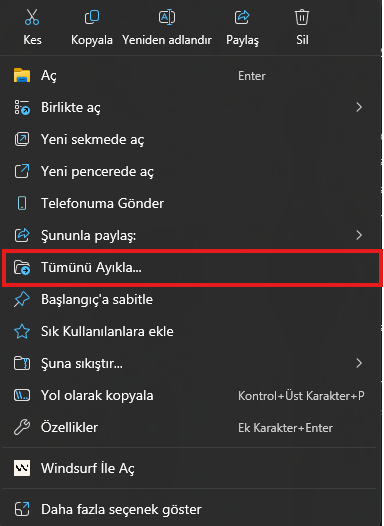 Kes Kopyala Yeniden adlandır Paylaş Sil
Aç Enter
Birlikte aç
Yeni sekmede aç
Yeni pencerede aç
Telefonuma Gönder
Şununla paylaş:
Tümünü Ayıkla...
Başlangıç'a sabitle
Sık Kullanılanlara ekle
Şuna sıkıştır...
Yol olarak kopyala Kontrol+Üst Karakter+P
Özellikler Ek Karakter+Enter
Windsurf İle Aç
Daha fazla seçenek göster